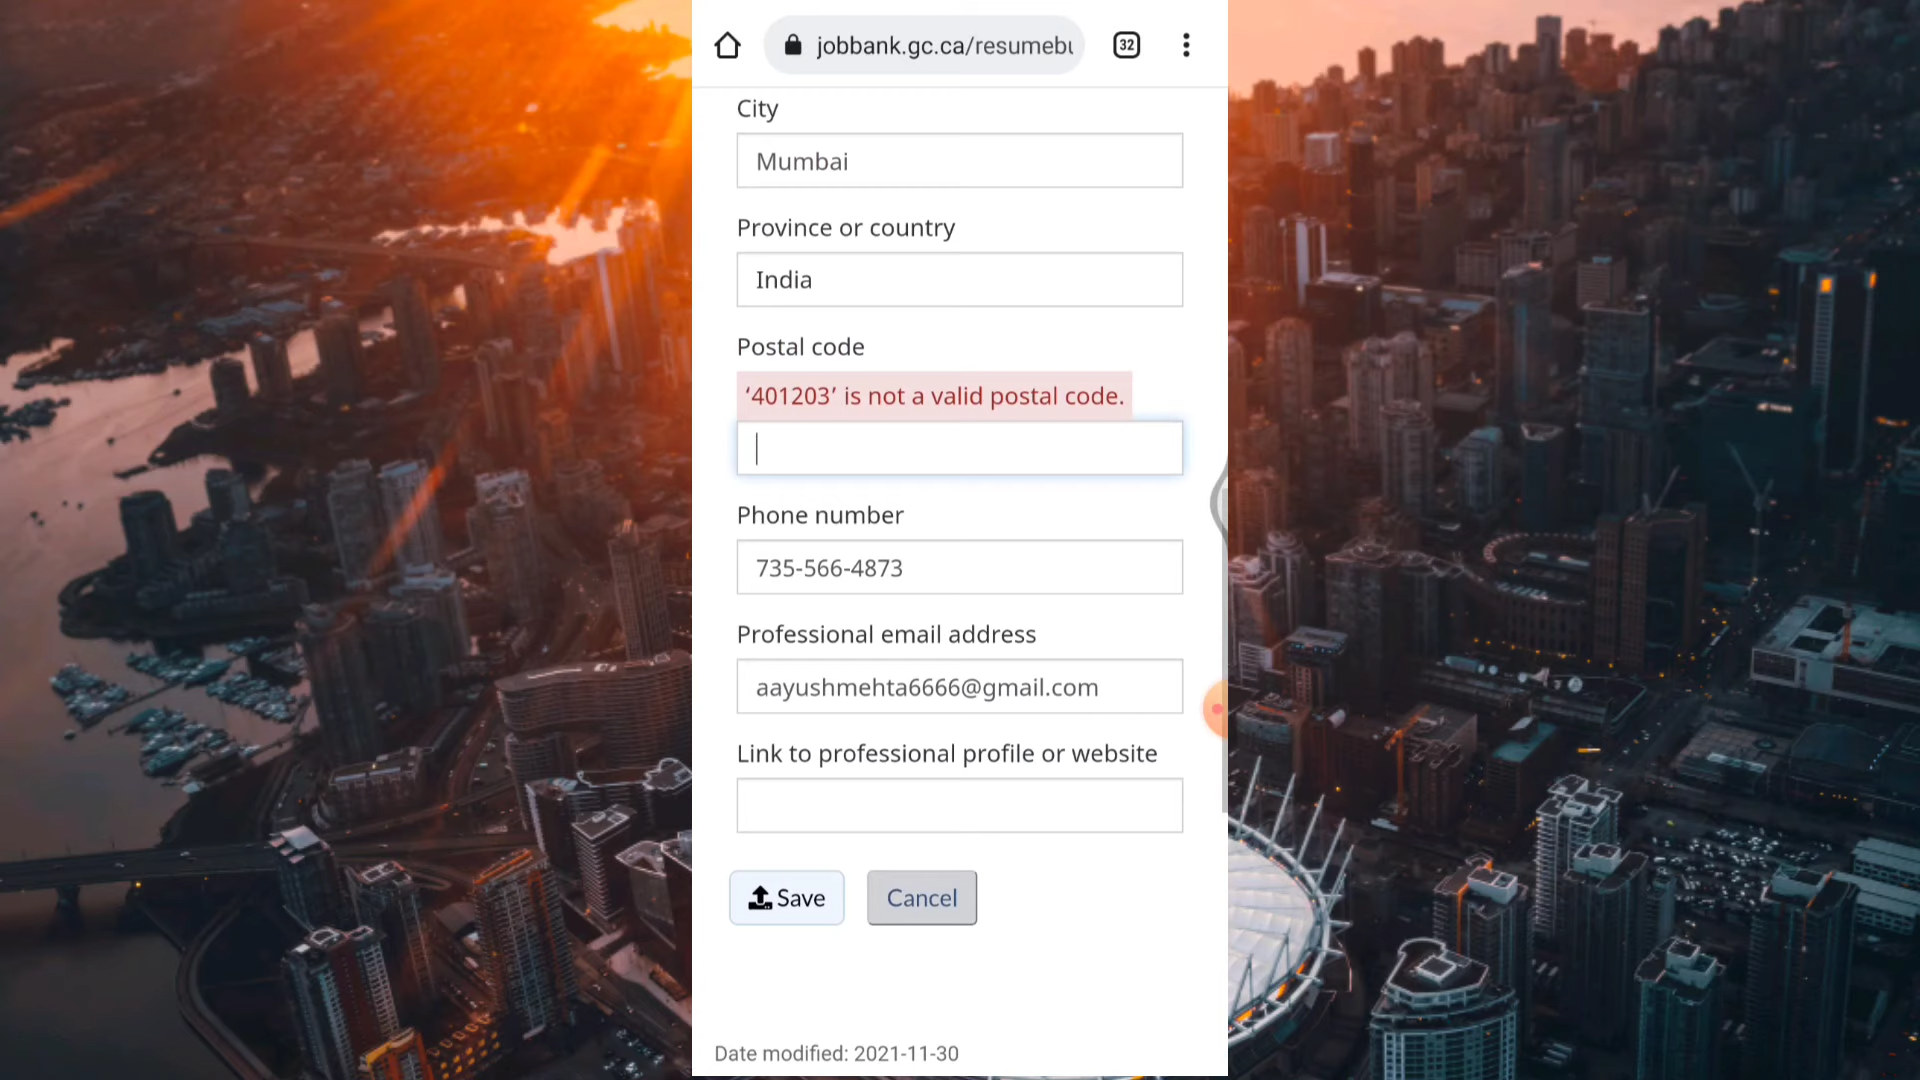 jobbank.gc.ca/resumebu
32
City
Mumbai
Province or country
India
Postal code
‘401203’ is not a valid postal code.
Phone number
735-566-4873
Professional email address
aayushmehta6666@gmail.com
Link to professional profile or website
Save
Cancel
Date modified: 2021-11-30